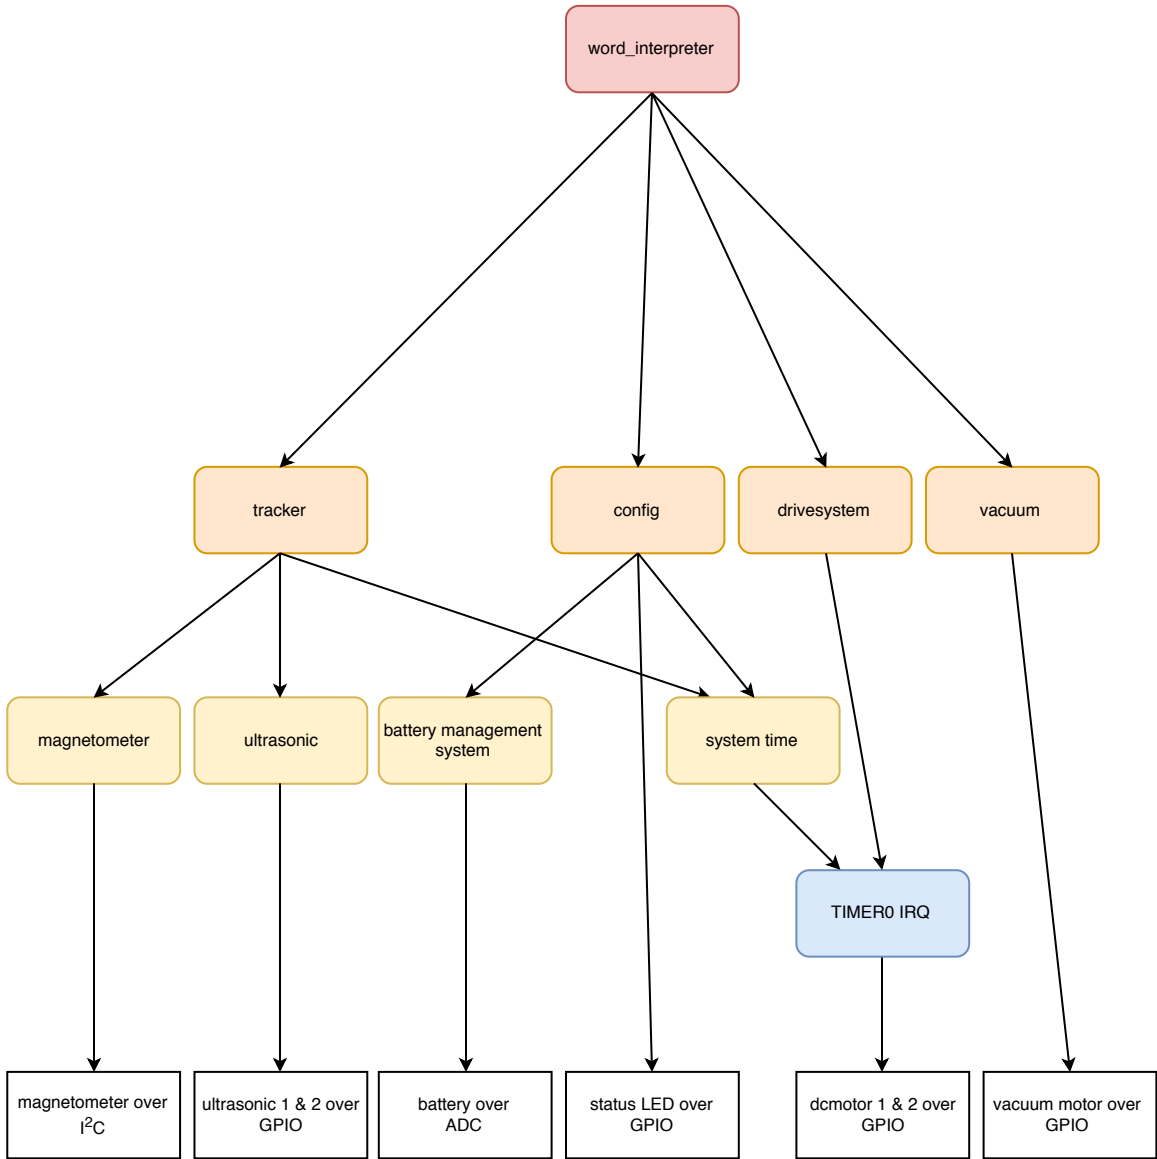 word_interpreter
tracker
config
drivesystem
vacuum
magnetometer
ultrasonic
battery management
system
system time
TIMER0 IRQ
magnetometer over
I²C
ultrasonic 1 & 2 over
GPIO
battery over
ADC
status LED over
GPIO
dcmotor 1 & 2 over
GPIO
vacuum motor over
GPIO